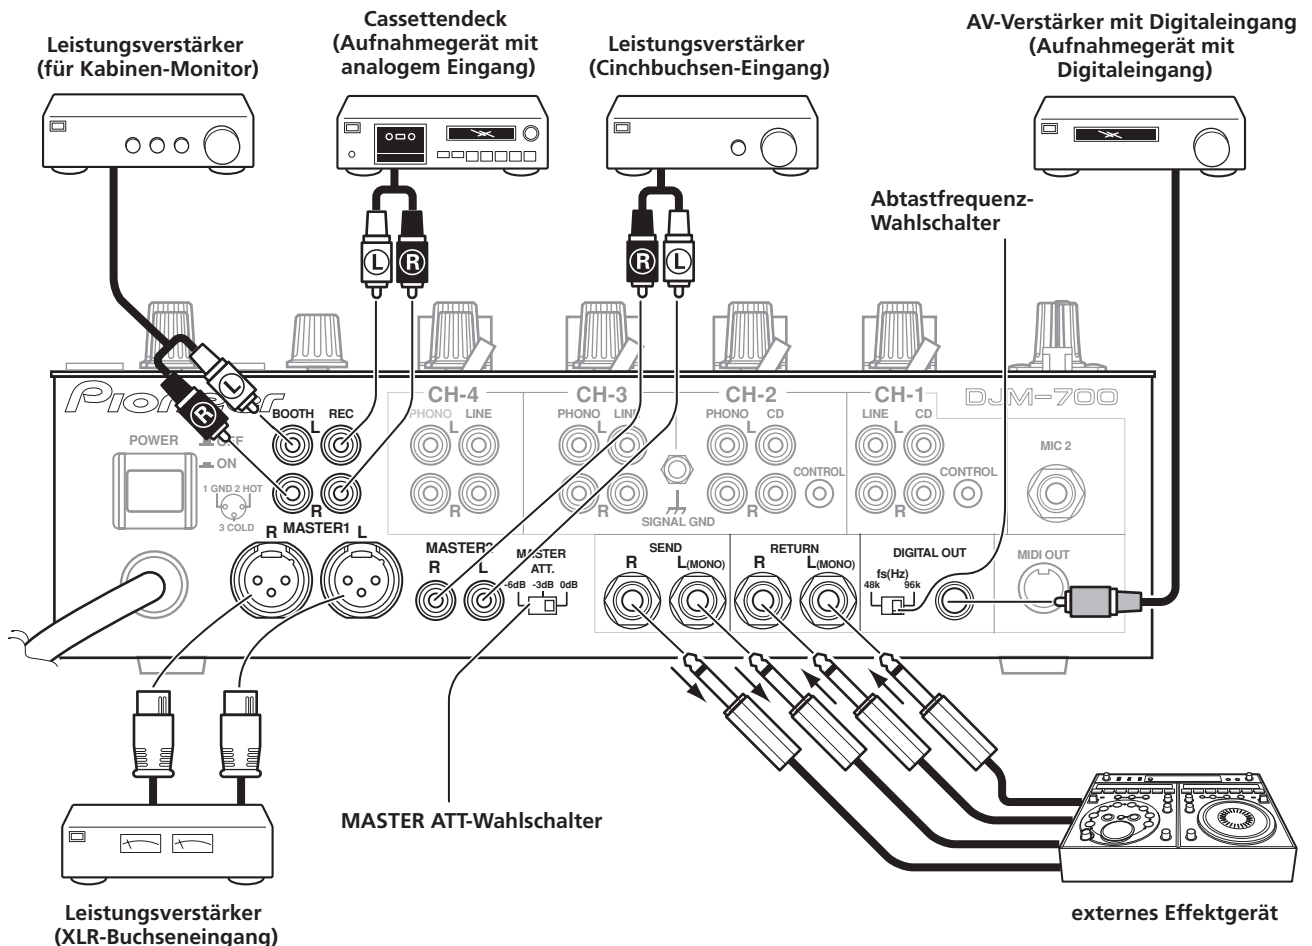 Leistungsverstärker
(für Kabinen-Monitor)
Cassettendeck
(Aufnahmegerät mit
analogem Eingang)
Leistungsverstärker
(Cinchbuchsen-Eingang)
AV-Verstärker mit Digitaleingang
(Aufnahmegerät mit
Digitaleingang)
Abtastfrequenz-
Wahlschalter
L R
R L
L
R
Pioneer
DJM-700
CH-4
CH-3
CH-2
CH-1
POWER
OFF
ON
BOOTH REC
L
R
PHONO LINE
L
R
PHONO LINE
L
R
PHONO CD
L
R
CONTROL
LINE CD
L
R
CONTROL
MIC 2
SIGNAL GND
1 GND 2 HOT
3 COLD
MASTER1
R L
MASTER2
R L
MASTER
ATT.
-6dB -3dB 0dB
SEND
R L(MONO)
RETURN
R L(MONO)
DIGITAL OUT
fs(Hz)
48k 96k
MIDI OUT
MASTER ATT-Wahlschalter
Leistungsverstärker
(XLR-Buchseneingang)
externes Effektgerät